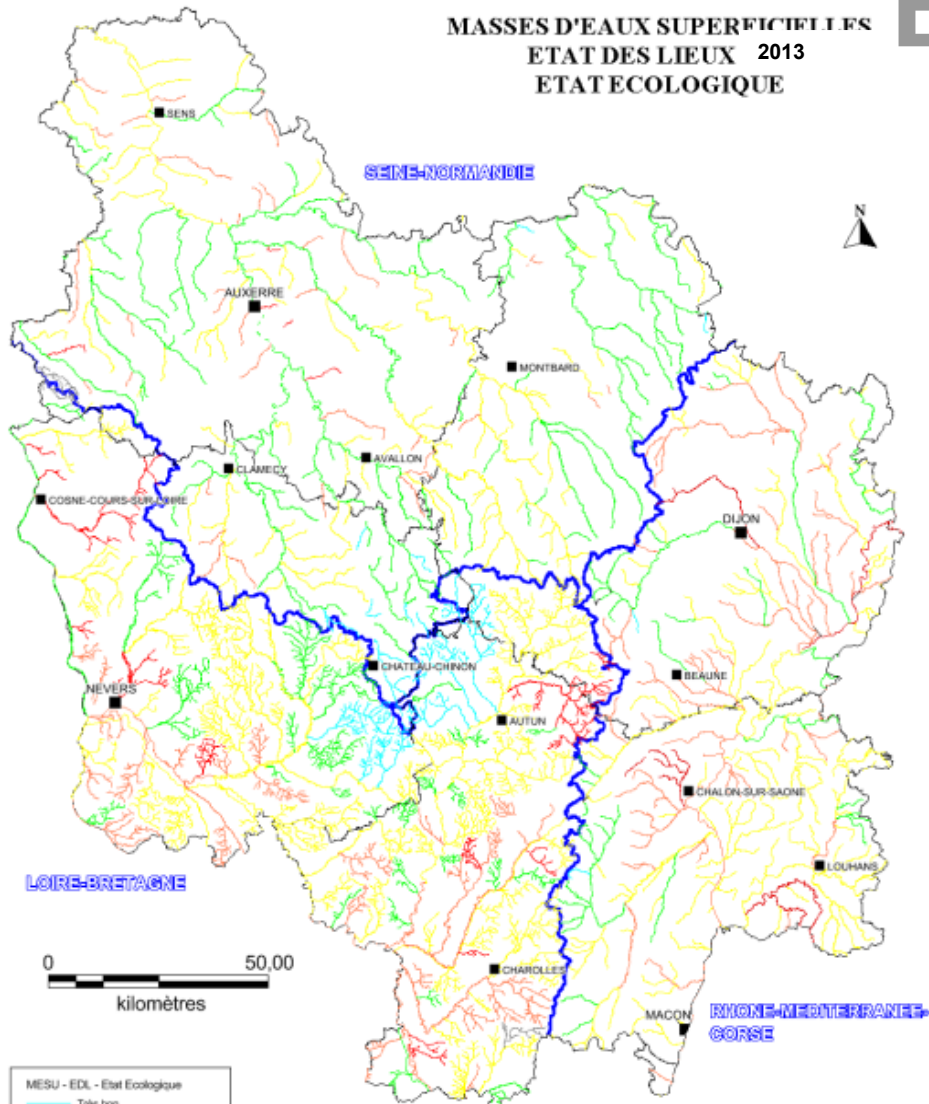 MASSES D'EAUX SUPERFICIELLES
ETAT DES LIEUX 2013
ETAT ECOLOGIQUE
SENS
SEINE-NORMANDIE
N
AUXERRE
MONTBARD
AVALLON
CLAMECY
COSNE-COURS-SUR-LOIRE
DIJON
CHATEAU-CHINON
BEAUNE
NEVERS
AUTUN
CHALON-SUR-SAONE
LOUHANS
LOIRE-BRETAGNE
0 50,00
kilomètres
CHAROLLES
MACON
RHONE-MEDITERRANEE-
CORSE
MESU - EDL - Etat Ecologique
Très bon